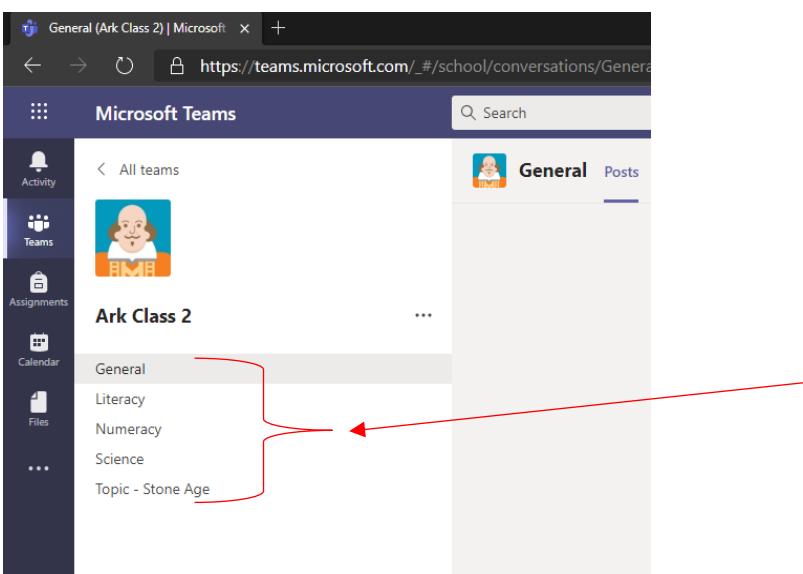 General (Ark Class 2) | Microsoft
https://teams.microsoft.com/_#/school/conversations/Genera
Microsoft Teams
Search
Activity
Teams
Assignments
Calendar
Files
All teams
Ark Class 2
General
Literacy
Numeracy
Science
Topic - Stone Age
General Posts